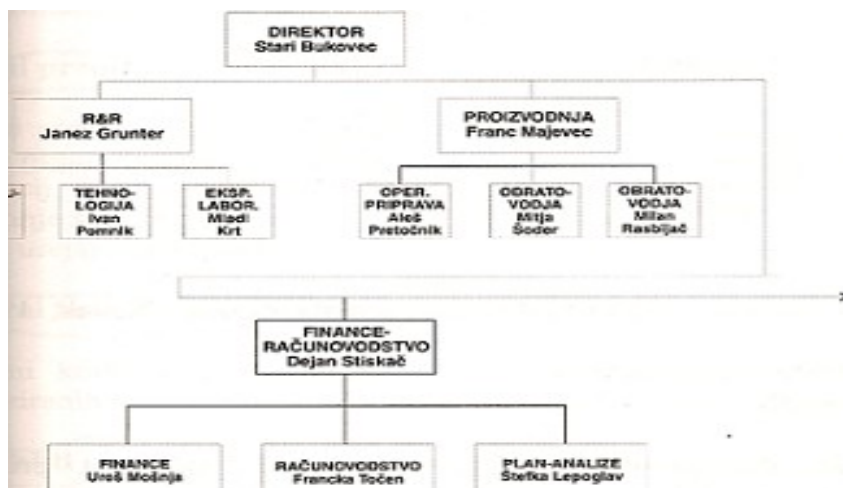 DIREKTOR
Stari Bukovec
R&R
Janez Grunter
PROIZVODNJA
Franc Majevec
TEHNO-
LOGIJA
Ivan
Pomnik
EKSP.
LABOR.
Mladi
Krt
OPER.
PRIPRAVA
Aleš
Pretočnik
OBRATO-
VODJA
Mitja
Šoder
OBRATO-
VODJA
Milan
Rasbijač
FINANCE-
RAČUNOVODSTVO
Dejan Stiskač
FINANCE
Uroš Mošnja
RAČUNOVODSTVO
Francka Točen
PLAN-ANALIZE
Štefka Lepoglav